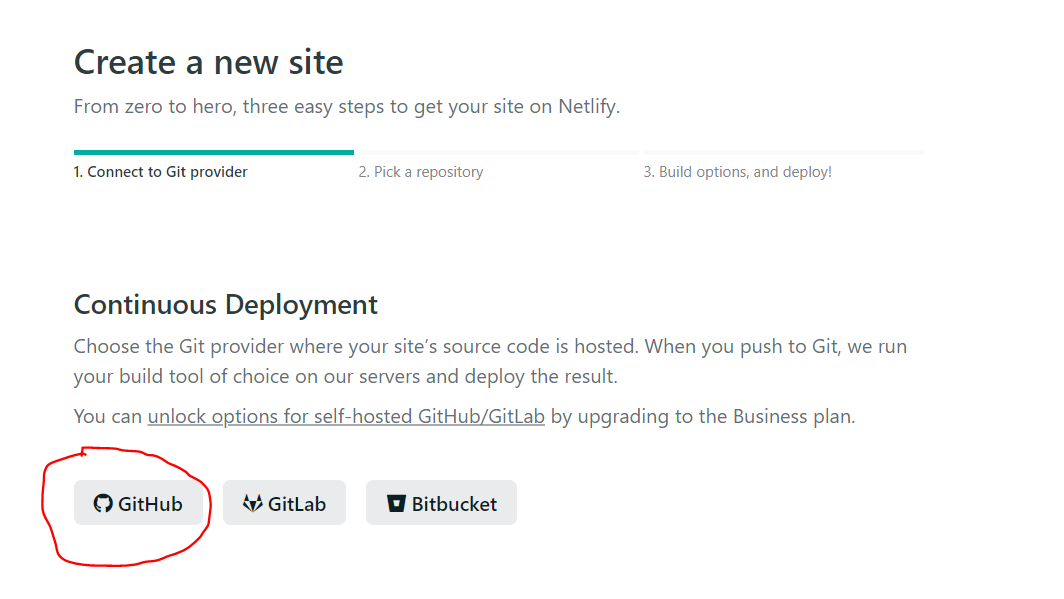 Create a new site
From zero to hero, three easy steps to get your site on Netlify.
1. Connect to Git provider
2. Pick a repository
3. Build options, and deploy!
Continuous Deployment
Choose the Git provider where your site’s source code is hosted. When you push to Git, we run
your build tool of choice on our servers and deploy the result.
You can unlock options for self-hosted GitHub/GitLab by upgrading to the Business plan.
GitHub
GitLab
Bitbucket